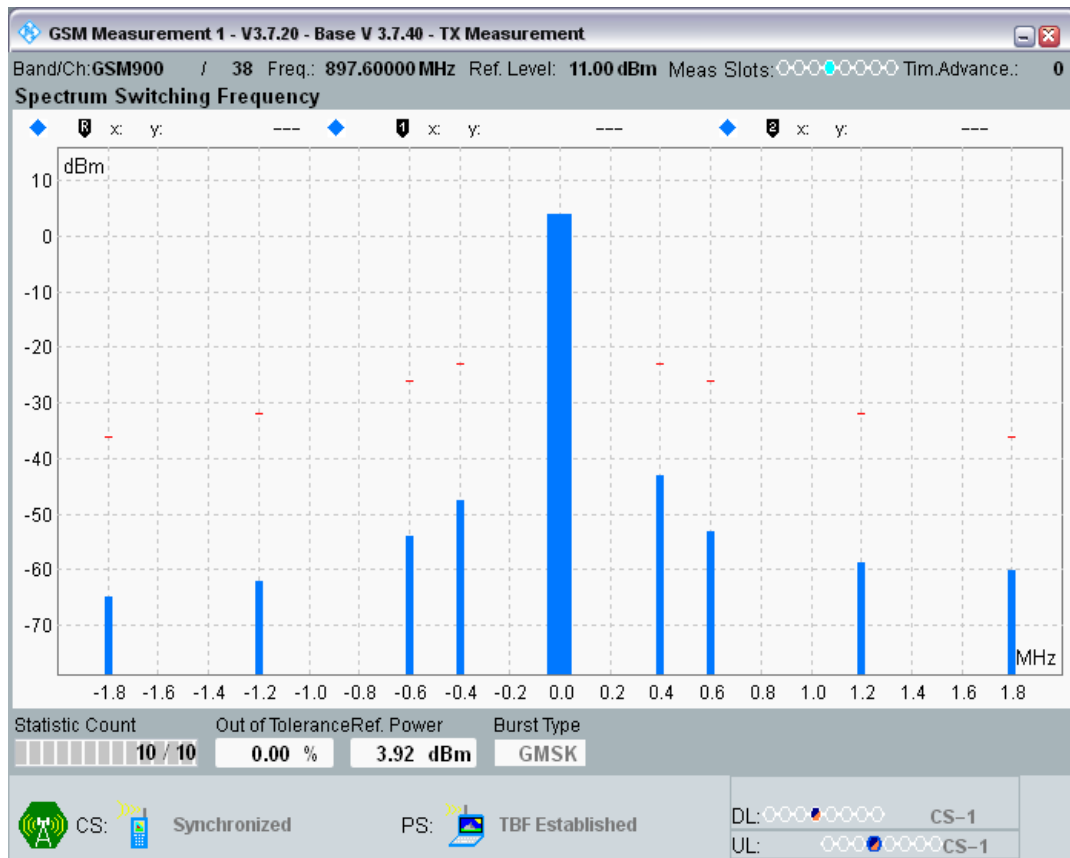 GSM Measurement 1 - V3.7.20 - Base V 3.7.40 - TX Measurement
Band/Ch:GSM900 / 38 Freq.: 897.60000 MHz Ref. Level: 11.00 dBm Meas Slots: Tim.Advance.: 0
Spectrum Switching Frequency
R x: y: --- 1 x: y: --- 2 x: y: ---
dBm
10
0
-10
-20
-30
-40
-50
-60
-70
MHz
-1.8 -1.6 -1.4 -1.2 -1.0 -0.8 -0.6 -0.4 -0.2 0.0 0.2 0.4 0.6 0.8 1.0 1.2 1.4 1.6 1.8
Statistic Count Out of Tolerance Ref. Power Burst Type
10 / 10 0.00 % 3.92 dBm GMSK
CS: Synchronized PS: TBF Established
DL: CS-1
UL: CS-1